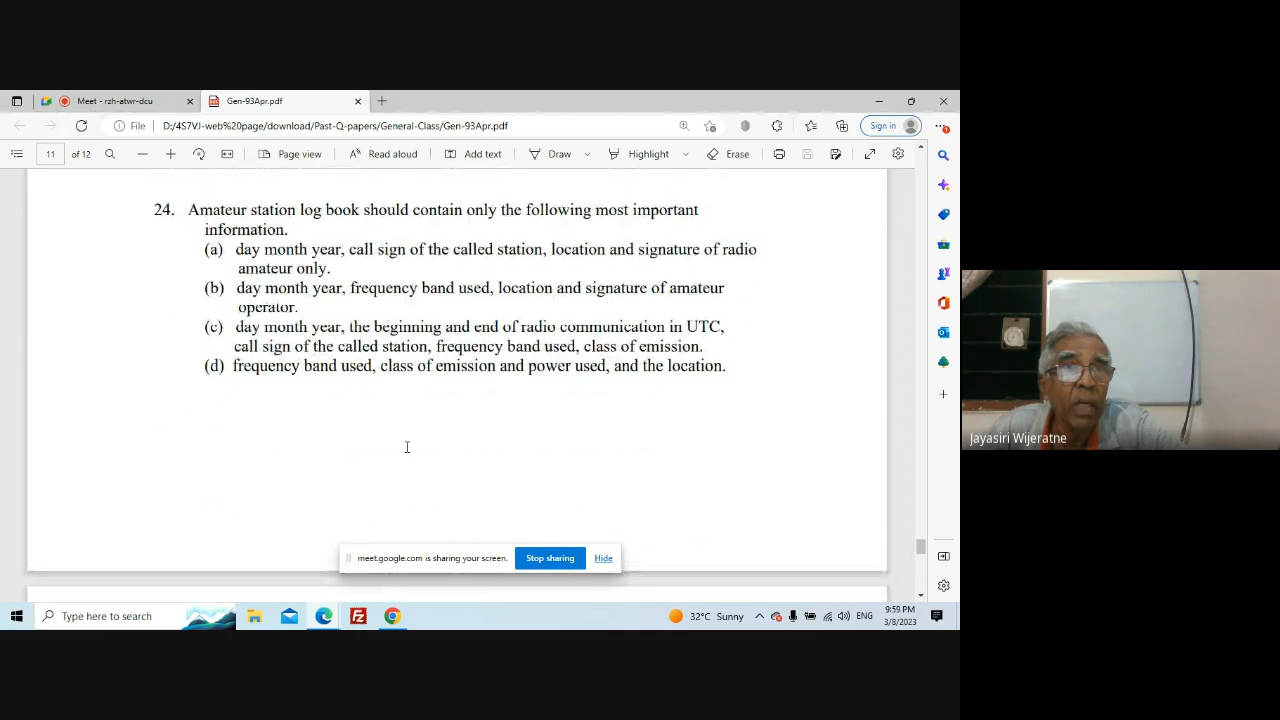 Meet - rzh-atwr-dcu
Gen-93Apr.pdf
File D:/4S7VJ-web%20page/download/Past-Q-papers/General-Class/Gen-93Apr.pdf
Sign in
11 of 12
Page view
Read aloud
Add text
Draw
Highlight
Erase
24. Amateur station log book should contain only the following most important
information.
(a) day month year, call sign of the called station, location and signature of radio
amateur only.
(b) day month year, frequency band used, location and signature of amateur
operator.
(c) day month year, the beginning and end of radio communication in UTC,
call sign of the called station, frequency band used, class of emission.
(d) frequency band used, class of emission and power used, and the location.
Jayasiri Wijeratne
meet.google.com is sharing your screen. Stop sharing Hide
Type here to search
32°C Sunny
ENG
9:59 PM
3/8/2023